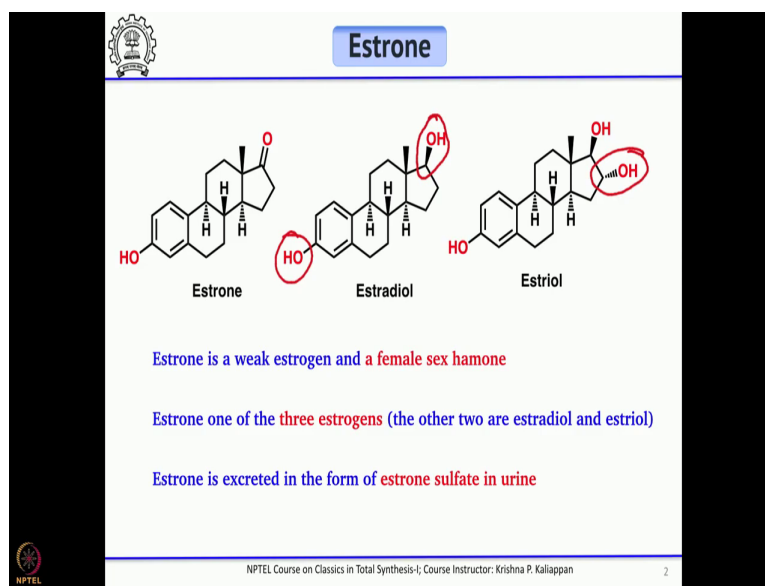 Estrone
O
OH
OH
OH
H
H
H
H
H
H
H
H
H
HO
HO
HO
Estrone
Estradiol
Estriol
Estrone is a weak estrogen and a female sex hamone
Estrone one of the three estrogens (the other two are estradiol and estriol)
Estrone is excreted in the form of estrone sulfate in urine
NPTEL
NPTEL Course on Classics in Total Synthesis-I; Course Instructor: Krishna P. Kaliappan
2